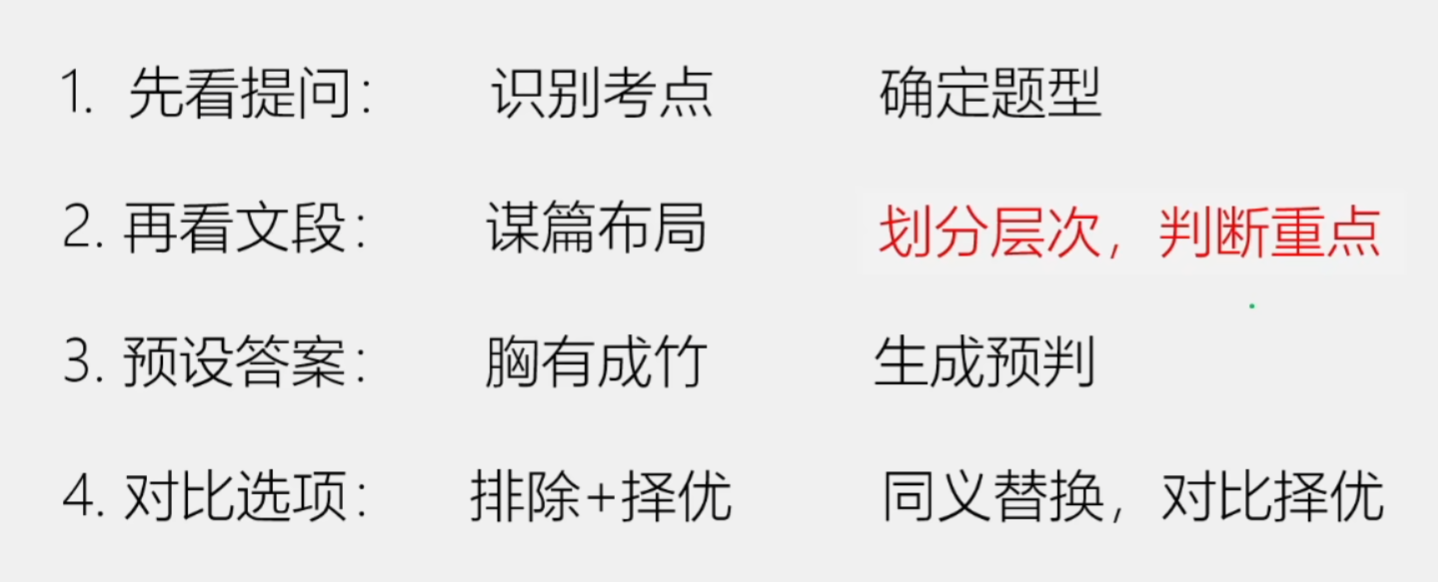 1. 先看提问： 识别考点 确定题型
2. 再看文段： 谋篇布局 划分层次，判断重点
3. 预设答案： 胸有成竹 生成预判
4. 对比选项： 排除+择优 同义替换，对比择优